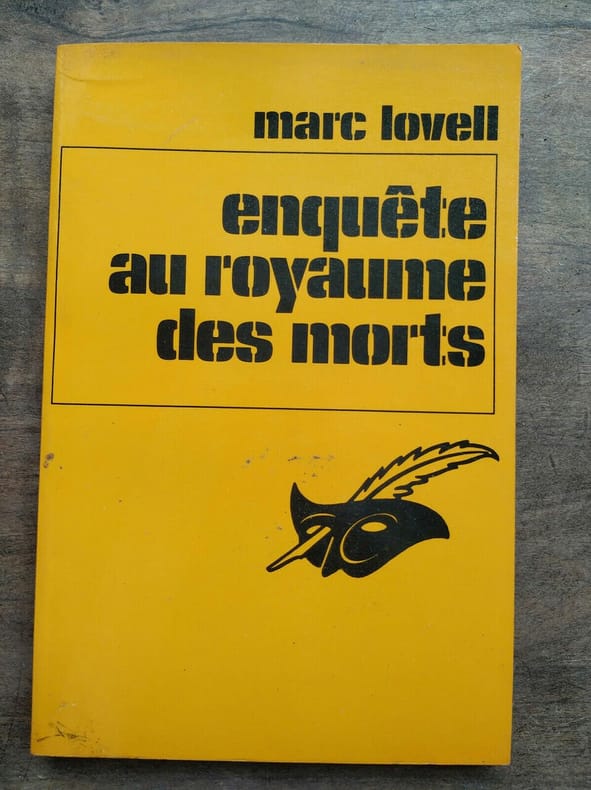 marc lovell
enquête
au royaume
des morts